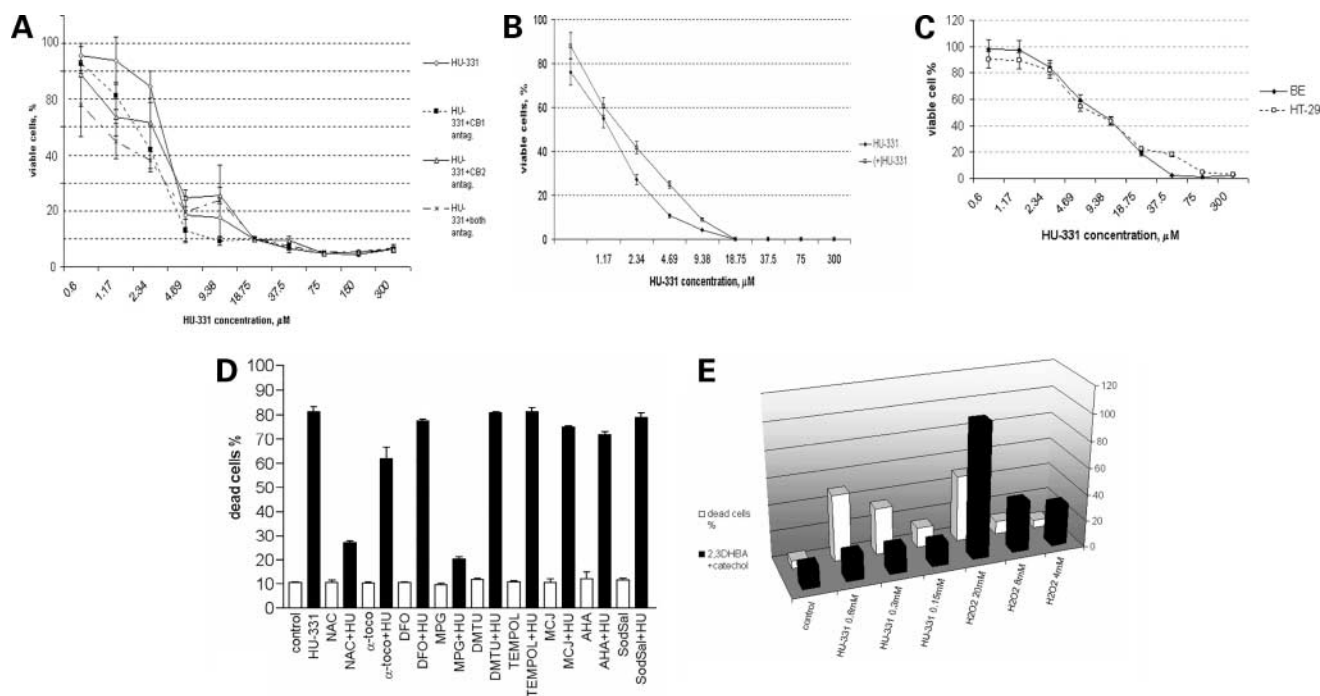 A
viable cells, %
100
80
60
40
20
0
0.6
1.17
2.34
4.69
9.38
18.75
37.5
75
150
300
HU-331 concentration, µM
HU-331
HU-
331+CB1
antag.
HU-
331+CB2
antag.
HU-
331+both
antag.
B
viable cells, %
100
80
60
40
20
0
1.17
2.34
4.69
9.38
18.75
37.5
75
300
HU-331 concentration, µM
HU-331
(+)HU-331
C
viable cell %
120
100
80
60
40
20
0
0.6
1.17
2.34
4.69
9.38
18.75
37.5
75
300
HU-331 concentration, µM
BE
HT-29
D
dead cells %
100
90
80
70
60
50
40
30
20
10
0
control
HU-331
NAC
NAC+HU
α-toco
α-toco+HU
DFO
DFO+HU
MPG
MPG+HU
DMTU
DMTU+HU
TEMPOL
TEMPOL+HU
MCJ
MCJ+HU
AHA
AHA+HU
SodSal
SodSal+HU
E
120
100
80
60
40
20
0
dead cells
%
2,3DHBA
+catechol
control
HU-331 0.6mM
HU-331 0.3mM
HU-331 0.15mM
H2O2 20mM
H2O2 8mM
H2O2 4mM